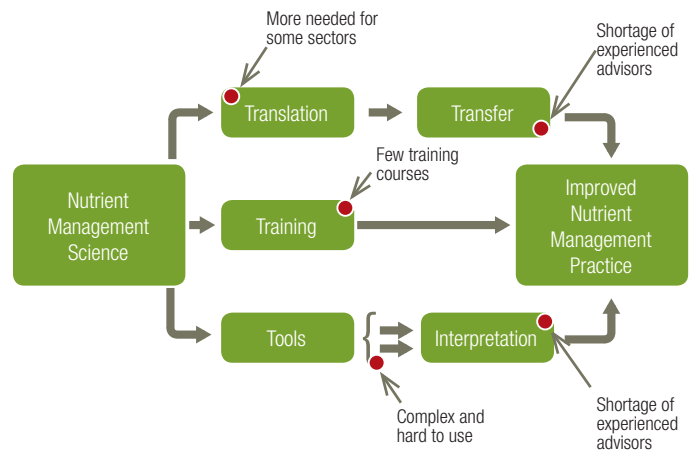 More needed for
some sectors
Shortage of
experienced
advisors
Translation
Transfer
Few training
courses
Nutrient
Management
Science
Training
Improved
Nutrient
Management
Practice
Tools
Interpretation
Complex and
hard to use
Shortage of
experienced
advisors